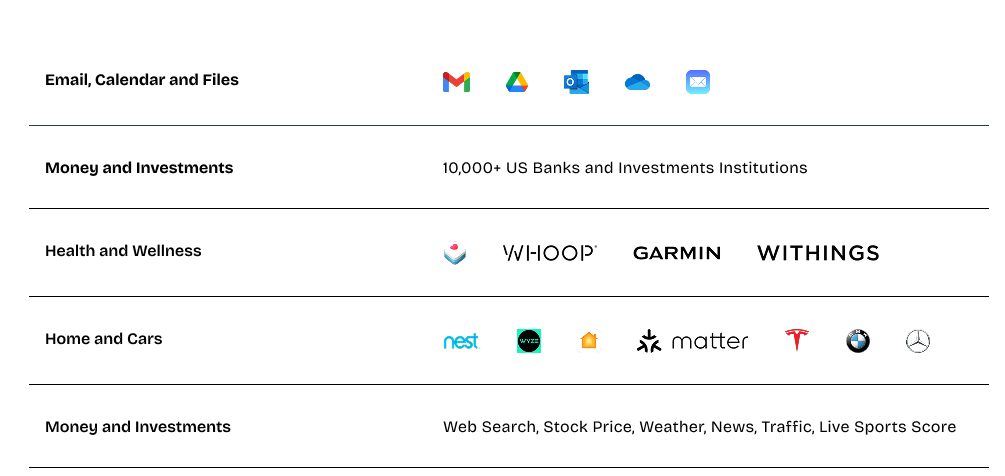 Email, Calendar and Files
Money and Investments
10,000+ US Banks and Investments Institutions
Health and Wellness
WHOOP GARMIN WITHINGS
Home and Cars
nest WYZE matter
Money and Investments
Web Search, Stock Price, Weather, News, Traffic, Live Sports Score